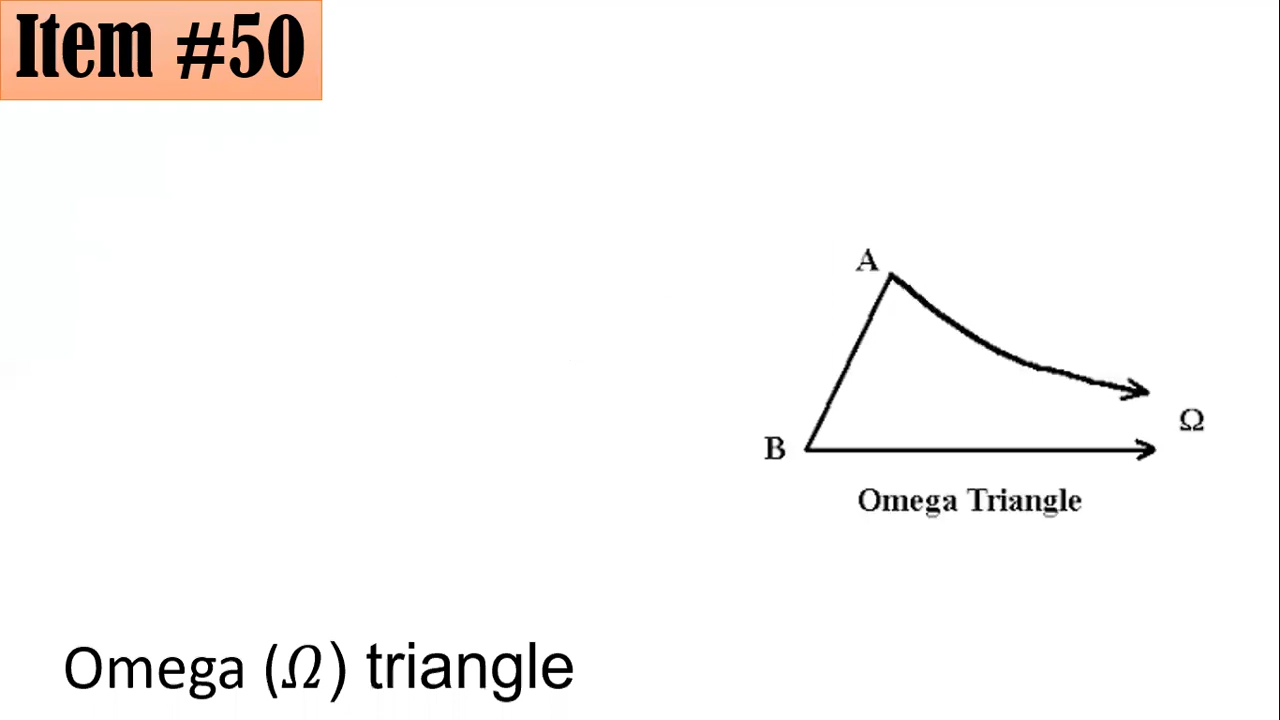 Item #50
A
Ω
B
Omega Triangle
Omega (Ω) triangle